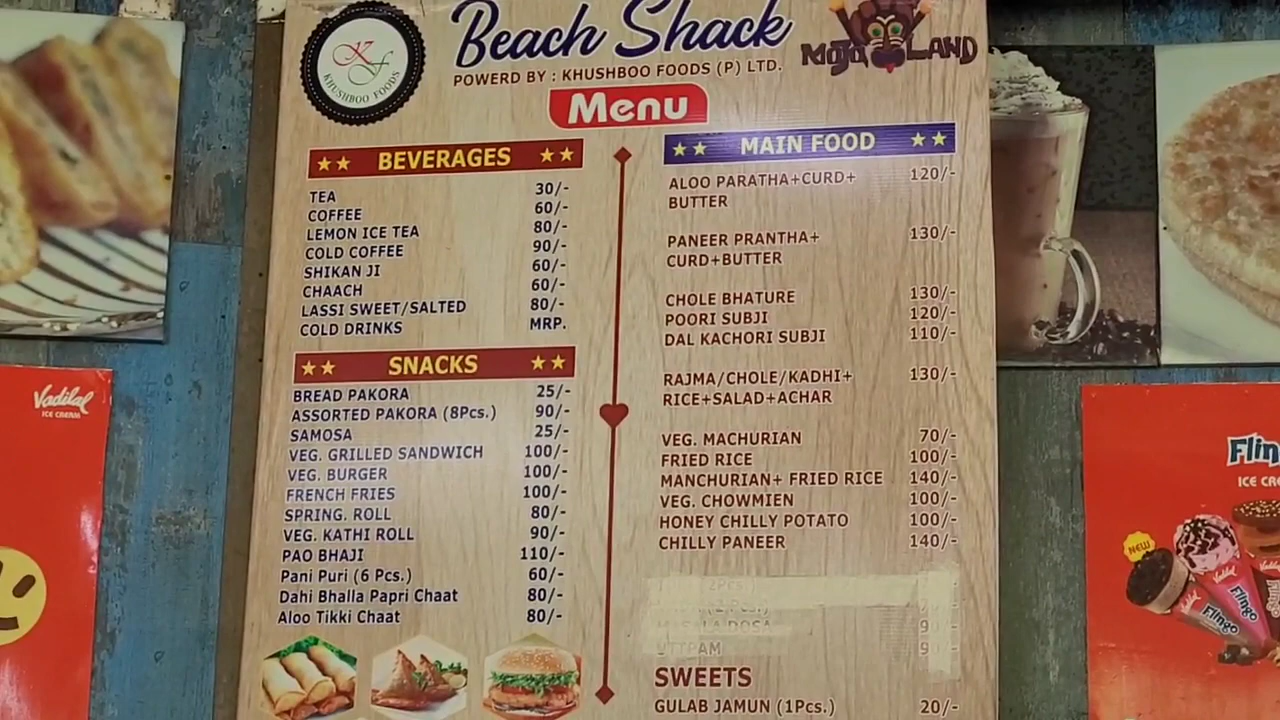 Beach Shack
POWERD BY : KHUSHBOO FOODS (P) LTD.
KF
KHUSHBOO FOODS
MOJO LAND
Menu
★★ BEVERAGES ★★
TEA 30/-
COFFEE 60/-
LEMON ICE TEA 80/-
COLD COFFEE 90/-
SHIKAN JI 60/-
CHAACH 60/-
LASSI SWEET/SALTED 80/-
COLD DRINKS MRP.
★★ SNACKS ★★
BREAD PAKORA 25/-
ASSORTED PAKORA (8Pcs.) 90/-
SAMOSA 25/-
VEG. GRILLED SANDWICH 100/-
VEG. BURGER 100/-
FRENCH FRIES 100/-
SPRING. ROLL 80/-
VEG. KATHI ROLL 90/-
PAO BHAJI 110/-
Pani Puri (6 Pcs.) 60/-
Dahi Bhalla Papri Chaat 80/-
Aloo Tikki Chaat 80/-
★★ MAIN FOOD ★★
ALOO PARATHA+CURD+ 120/-
BUTTER
PANEER PRANTHA+ 130/-
CURD+BUTTER
CHOLE BHATURE 130/-
POORI SUBJI 120/-
DAL KACHORI SUBJI 110/-
RAJMA/CHOLE/KADHI+ 130/-
RICE+SALAD+ACHAR
VEG. MACHURIAN 70/-
FRIED RICE 100/-
MANCHURIAN+ FRIED RICE 140/-
VEG. CHOWMIEN 100/-
HONEY CHILLY POTATO 100/-
CHILLY PANEER 140/-
MASALA DOSA
UTTPAM
SWEETS
GULAB JAMUN (1Pcs.) 20/-
Vadilal
ICE CREAM
NEW
Vadilal
Flingo
Flingo